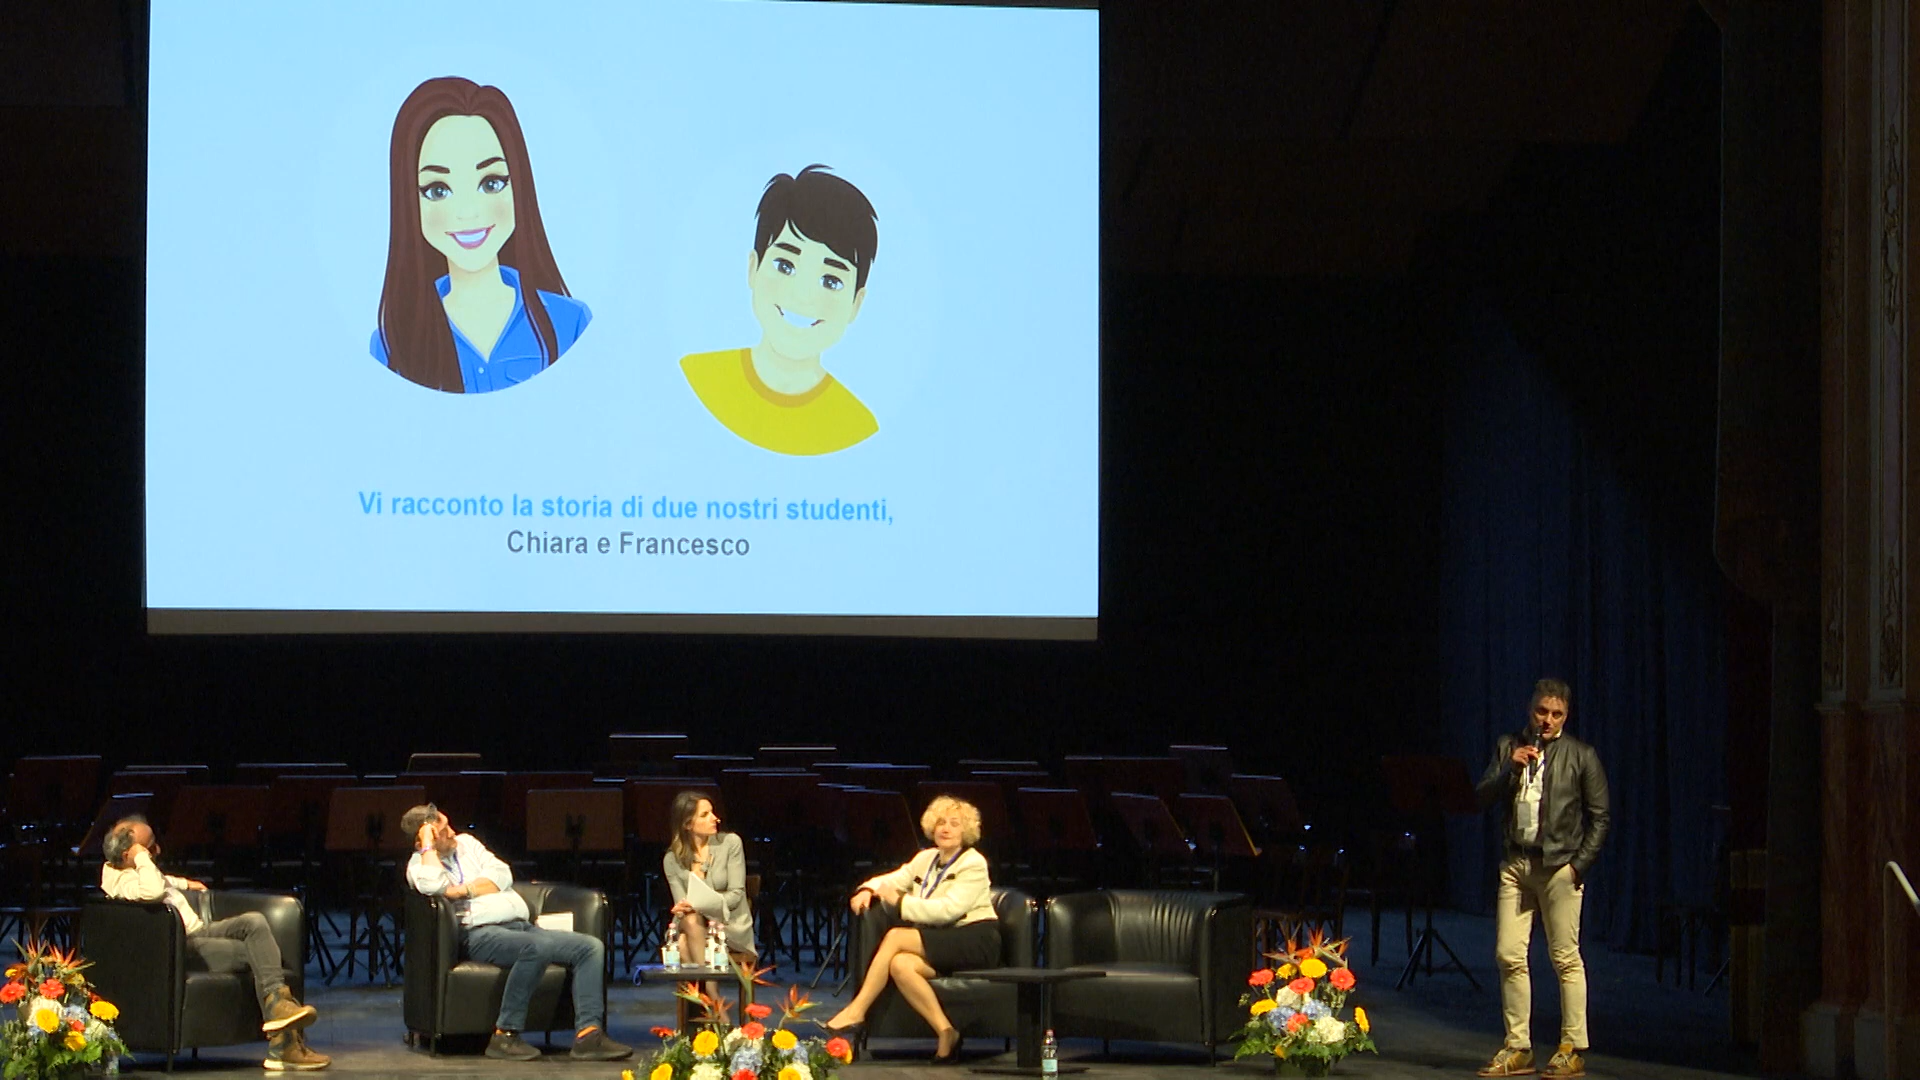 Vi racconto la storia di due nostri studenti,
Chiara e Francesco